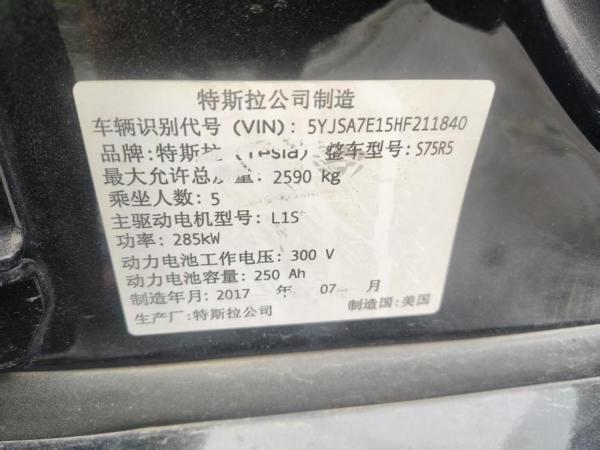 特斯拉公司制造
车辆识别代号 (VIN): 5YJSA7E15HF211840
品牌:特斯拉 (Tesla) 整车型号: S75R5
最大允许总质量: 2590 kg
乘坐人数: 5
主驱动电机型号: L1S
功率: 285kW
动力电池工作电压: 300 V
动力电池容量: 250 Ah
制造年月: 2017 年 07 月
生产厂: 特斯拉公司 制造国: 美国